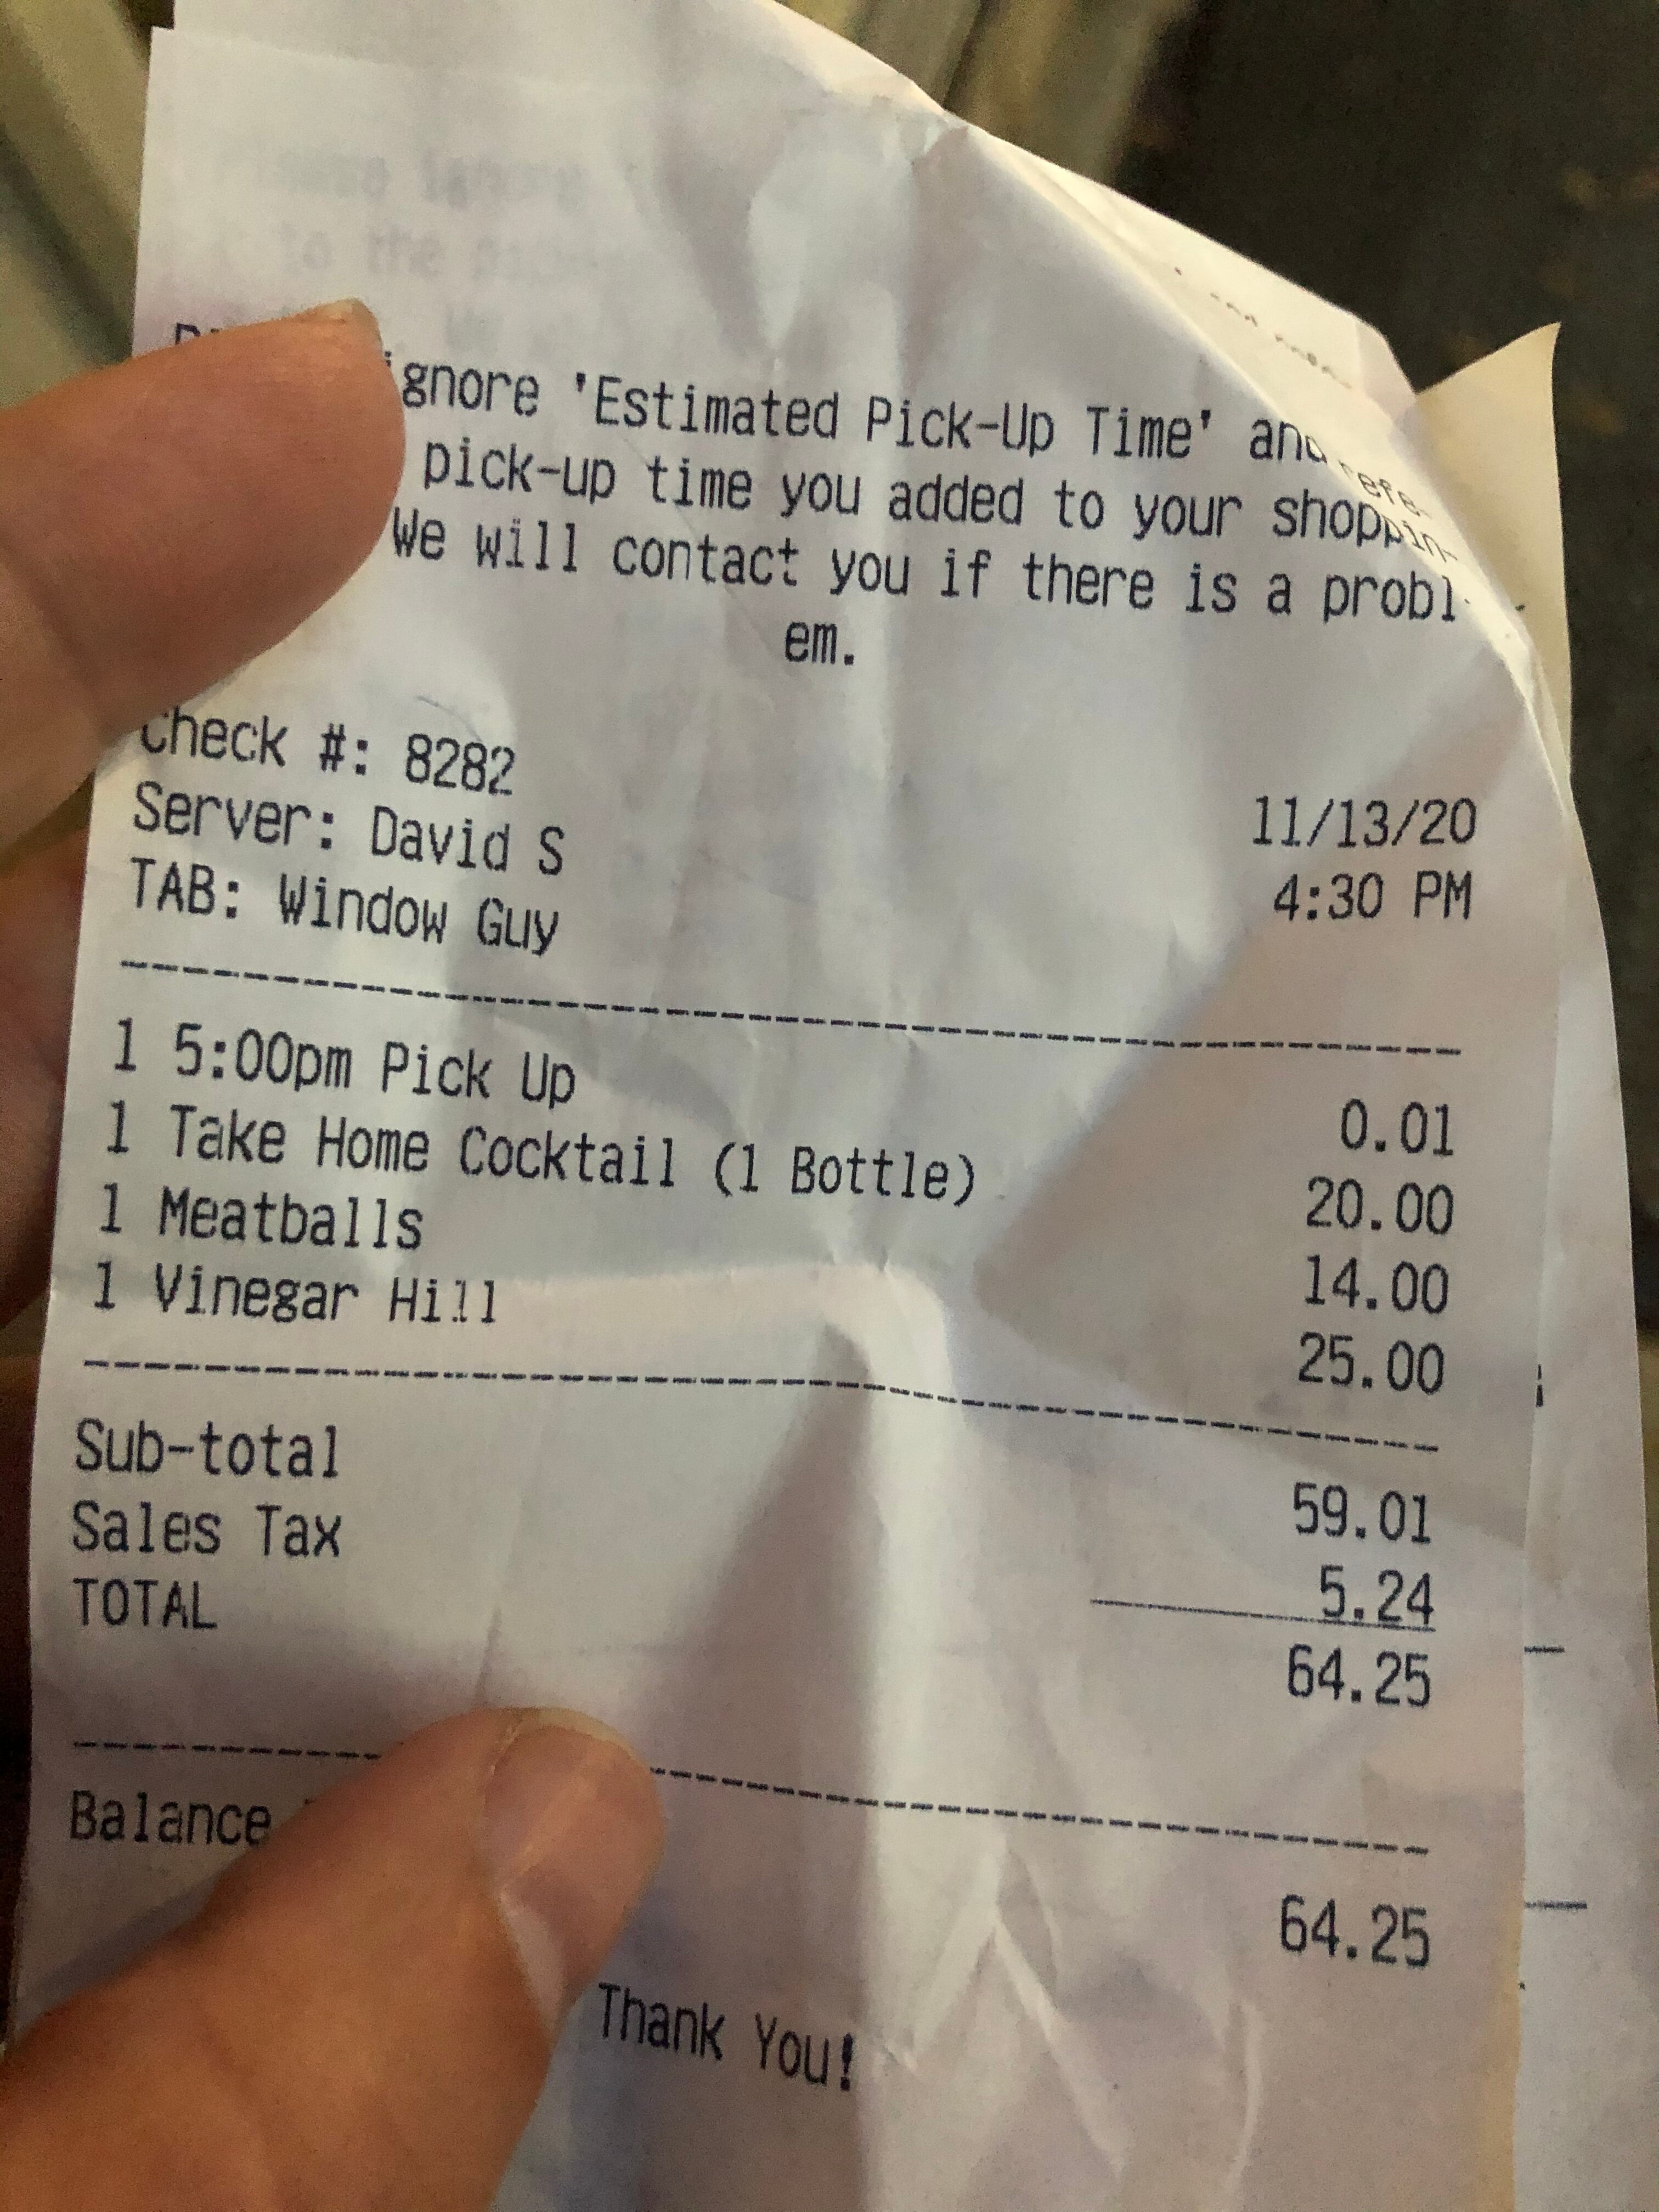 ignore 'Estimated Pick-Up Time' and
pick-up time you added to your
We will contact you if there is a probl
em.
Check #: 8282
Server: David S
11/13/20
TAB: Window Guy
4:30 PM
1 5:00pm Pick Up 0.01
1 Take Home Cocktail (1 Bottle) 20.00
1 Meatballs 14.00
1 Vinegar Hill 25.00
Sub-total 59.01
Sales Tax 5.24
TOTAL 64.25
Balance 64.25
Thank You!